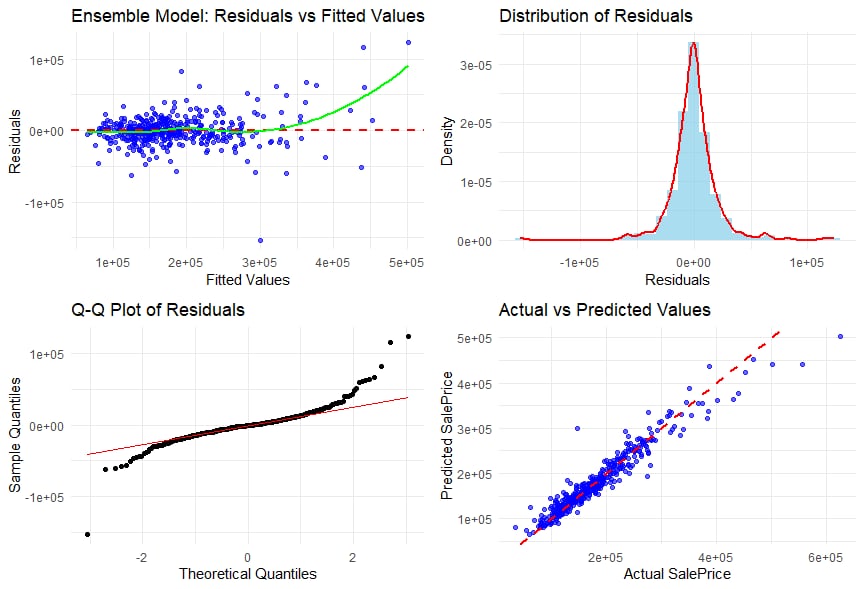 Ensemble Model: Residuals vs Fitted Values
1e+05
0e+00
-1e+05
Residuals
1e+05 2e+05 3e+05 4e+05 5e+05
Fitted Values
Distribution of Residuals
3e-05
2e-05
1e-05
0e+00
Density
-1e+05 0e+00 1e+05
Residuals
Q-Q Plot of Residuals
1e+05
0e+00
-1e+05
Sample Quantiles
-2 0 2
Theoretical Quantiles
Actual vs Predicted Values
5e+05
4e+05
3e+05
2e+05
1e+05
Predicted SalePrice
2e+05 4e+05 6e+05
Actual SalePrice